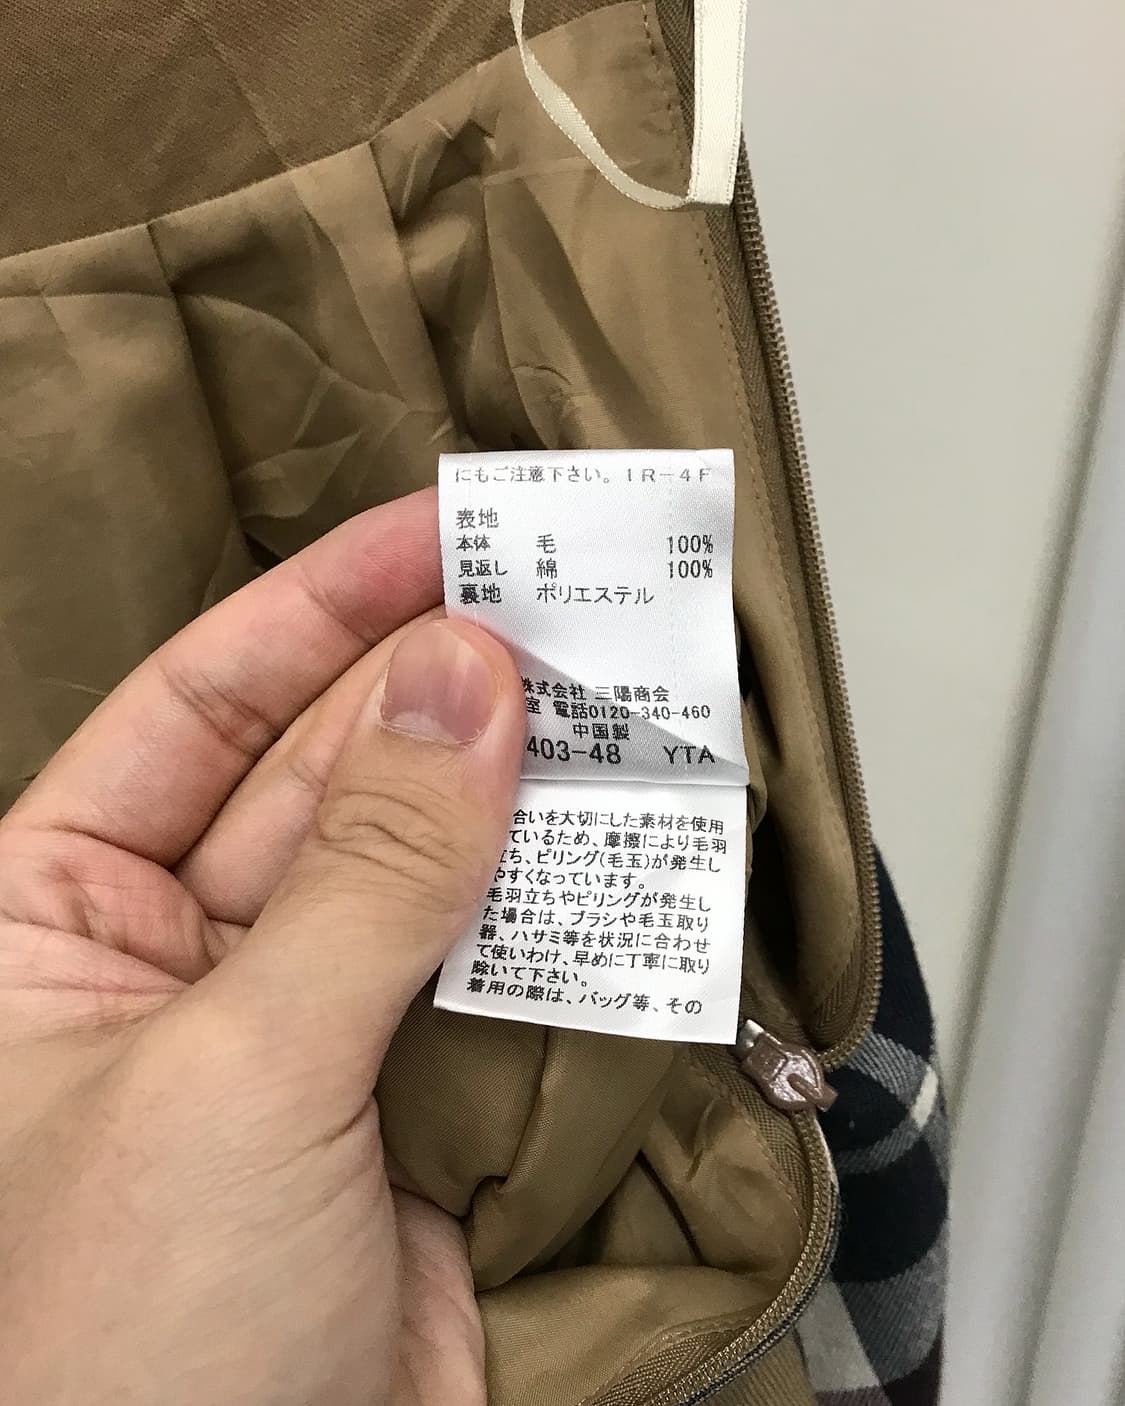 にもご注意下さい。IR-4F
表地
本体 毛 100%
見返し 綿 100%
裏地 ポリエステル
株式会社 三陽商会
室 電話0120-340-460
中国製
403-48 YTA
合いを大切にした素材を使用
ているため、摩擦により毛羽
立ち、ピリング(毛玉)が発生し
やすくなっています。
毛羽立ちやピリングが発生し
た場合は、ブラシや毛玉取り
器、ハサミ等を状況に合わせ
て使いわけ、早めに丁寧に取り
除いて下さい。
着用の際は、バッグ等、その